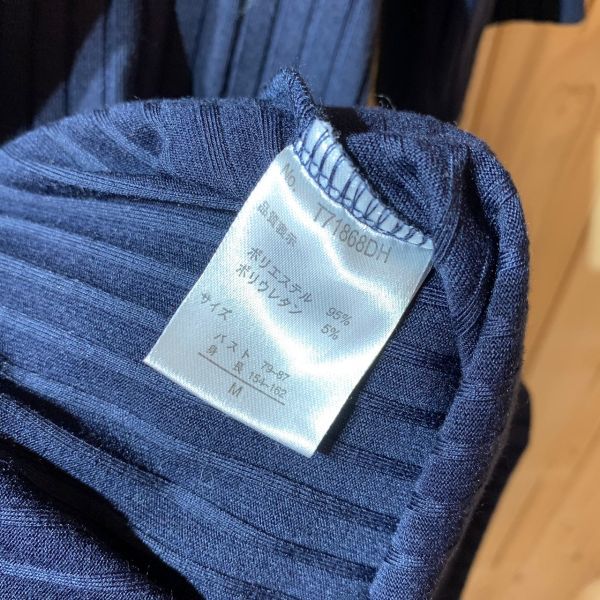 No. T71868DH
品質表示
ポリエステル 95%
ポリウレタン 5%
サイズ
バスト 79-87
身長 154-162
M